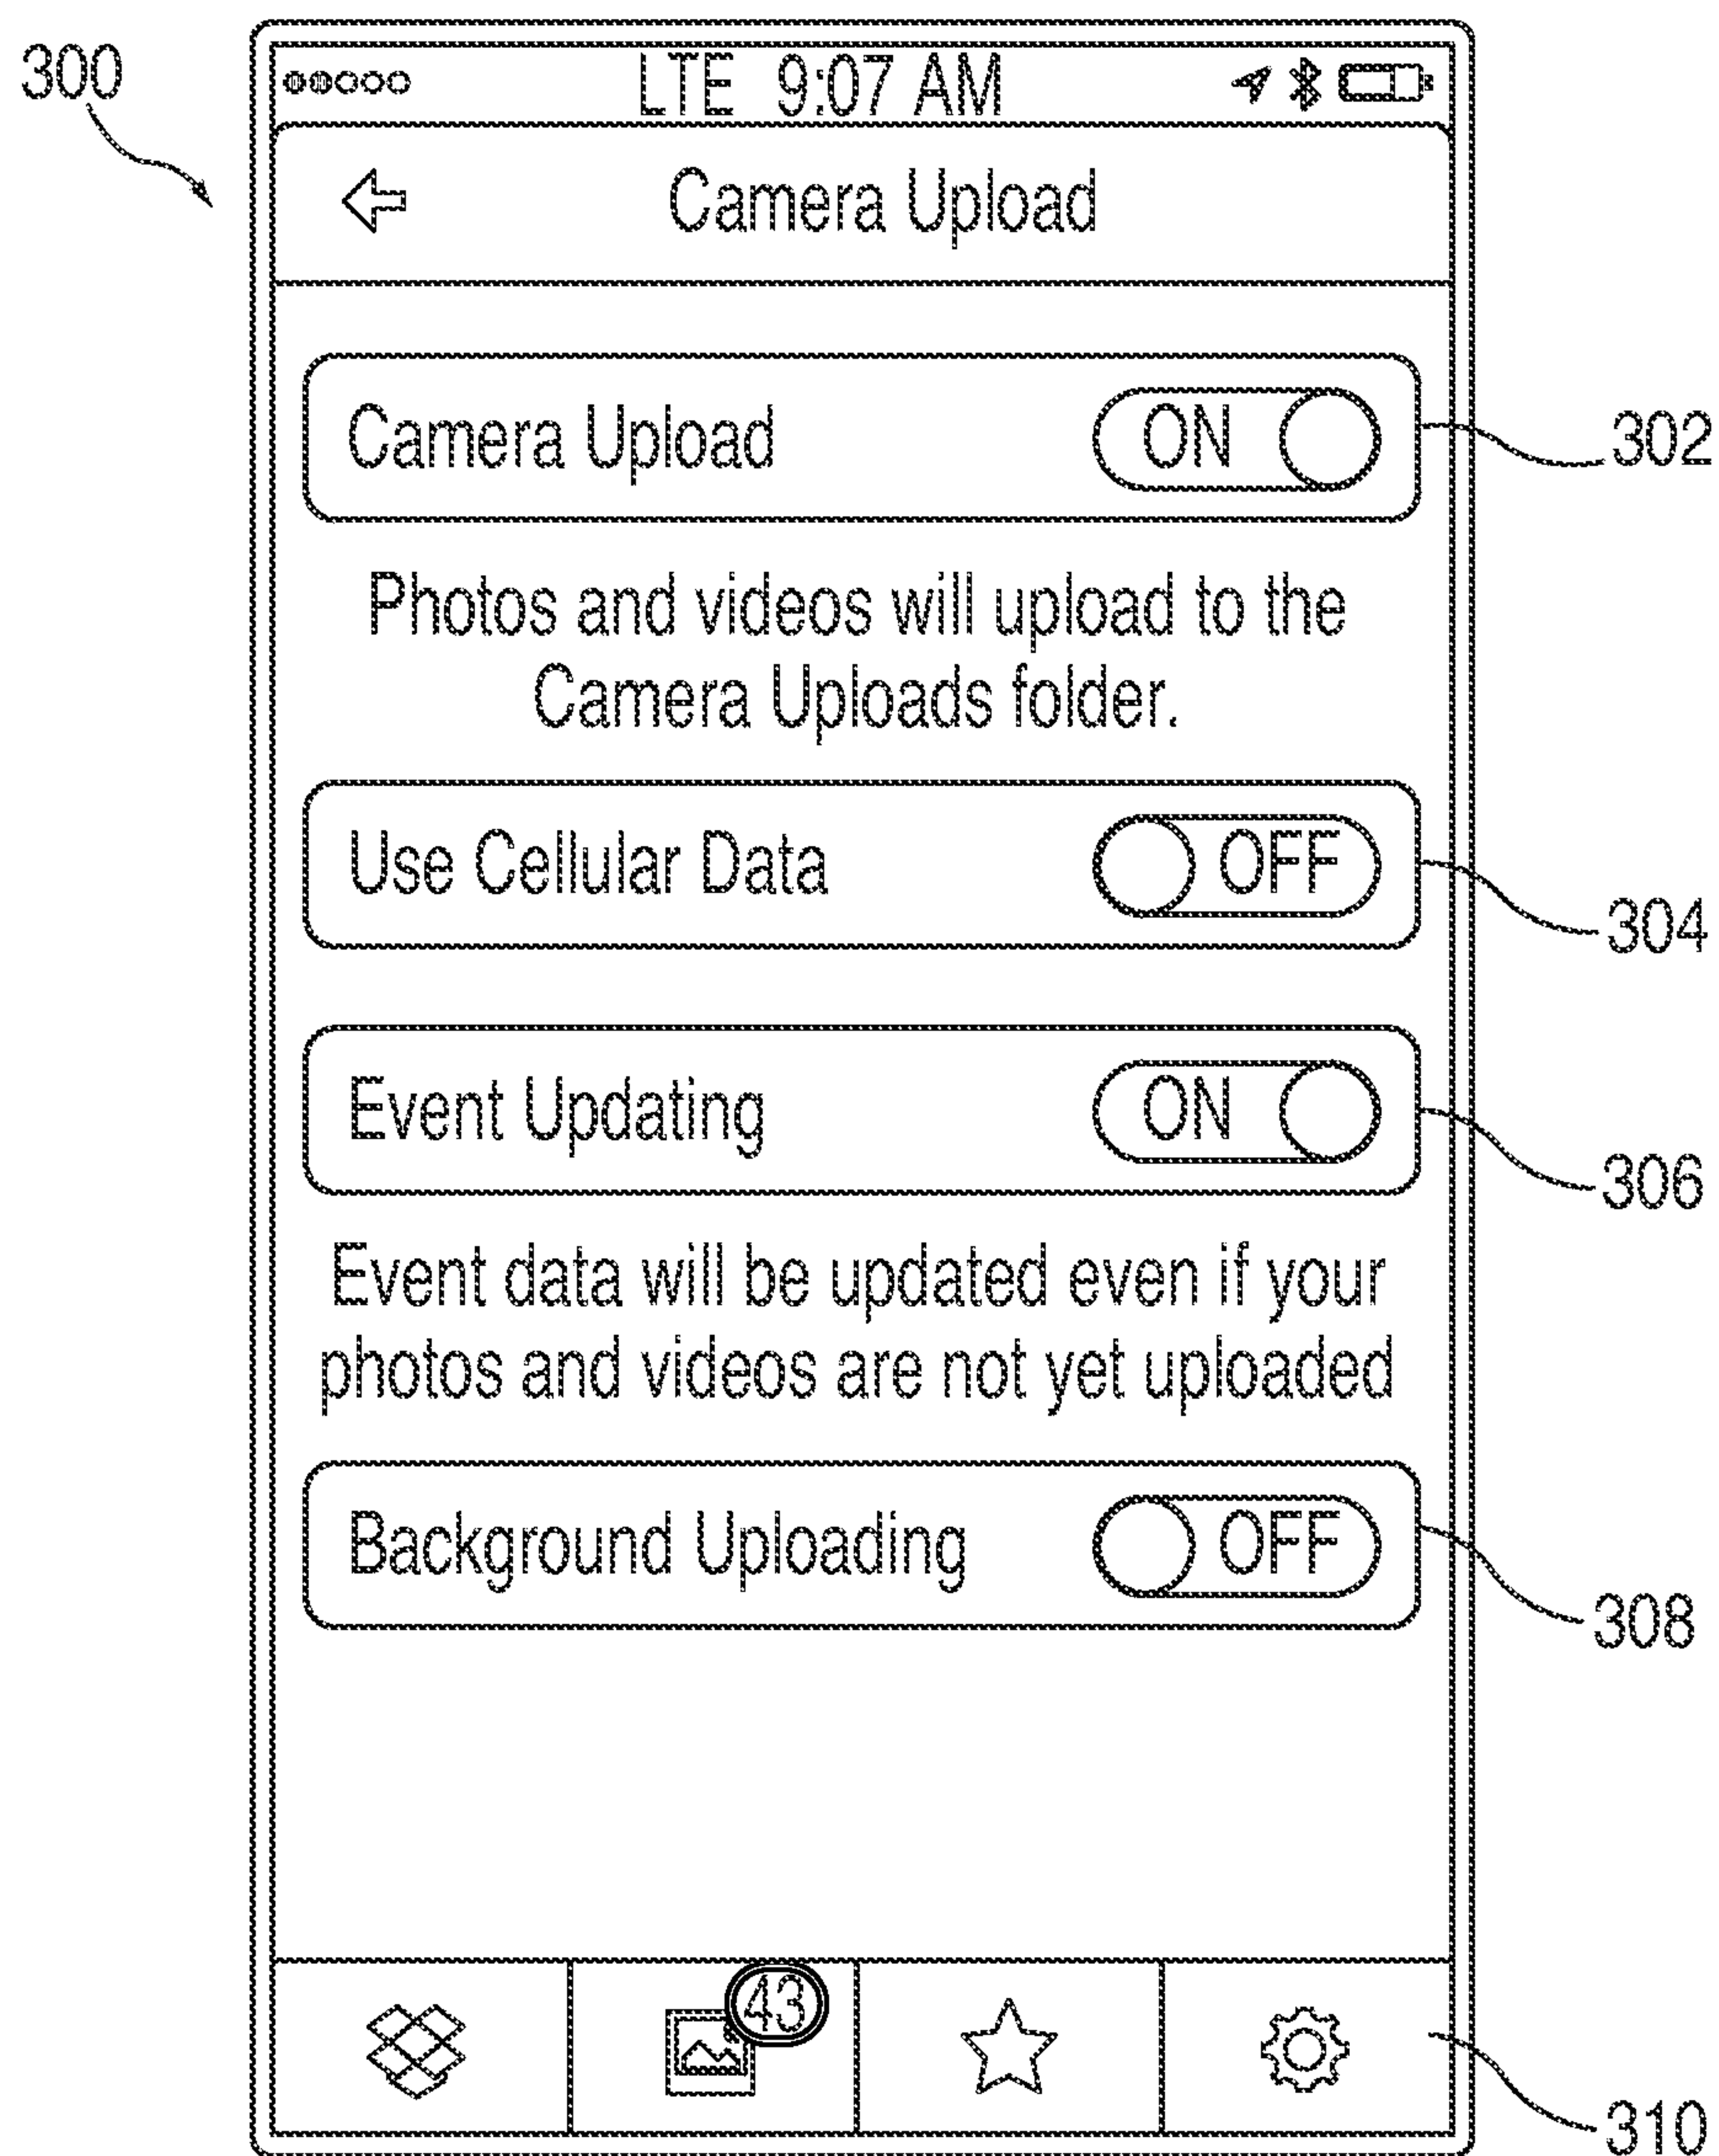 300
LTE 9:07 AM
Camera Upload
Camera Upload ON
302
Photos and videos will upload to the
Camera Uploads folder.
Use Cellular Data OFF
304
Event Updating ON
306
Event data will be updated even if your
photos and videos are not yet uploaded
Background Uploading OFF
308
43
310